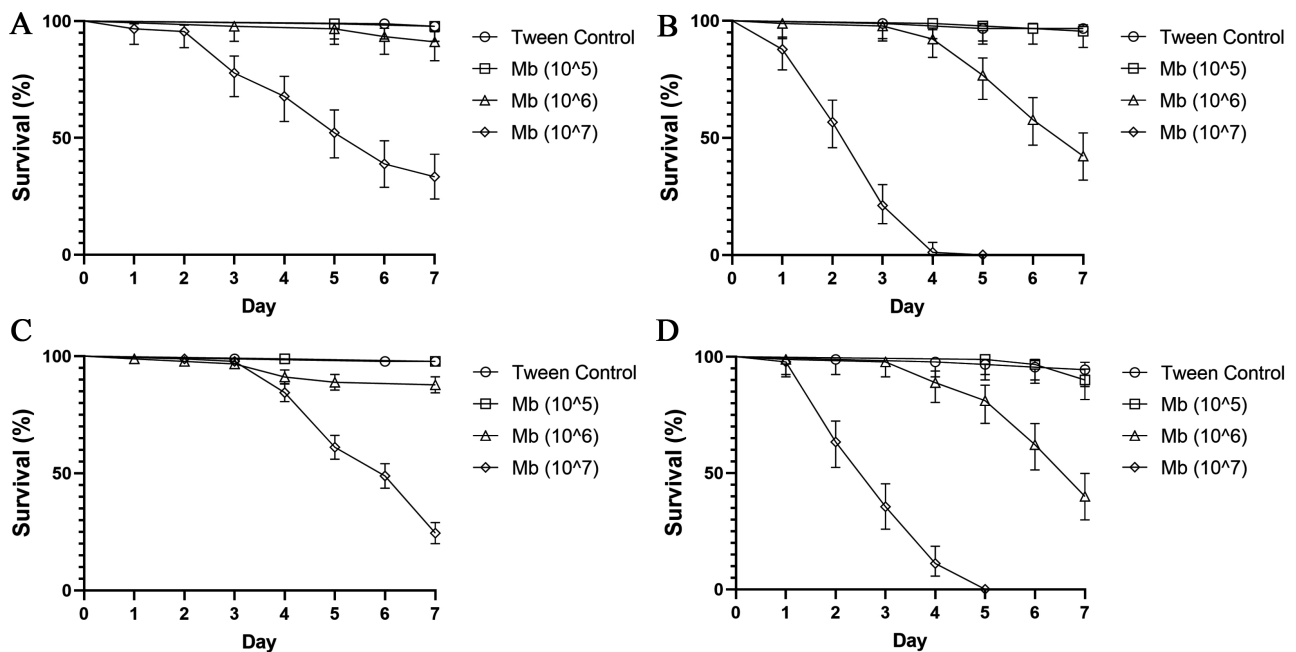 A
Survival (%)
100
50
0
0 1 2 3 4 5 6 7
Day
Tween Control
Mb (10^5)
Mb (10^6)
Mb (10^7)
B
Survival (%)
100
50
0
0 1 2 3 4 5 6 7
Day
Tween Control
Mb (10^5)
Mb (10^6)
Mb (10^7)
C
Survival (%)
100
50
0
0 1 2 3 4 5 6 7
Day
Tween Control
Mb (10^5)
Mb (10^6)
Mb (10^7)
D
Survival (%)
100
50
0
0 1 2 3 4 5 6 7
Day
Tween Control
Mb (10^5)
Mb (10^6)
Mb (10^7)